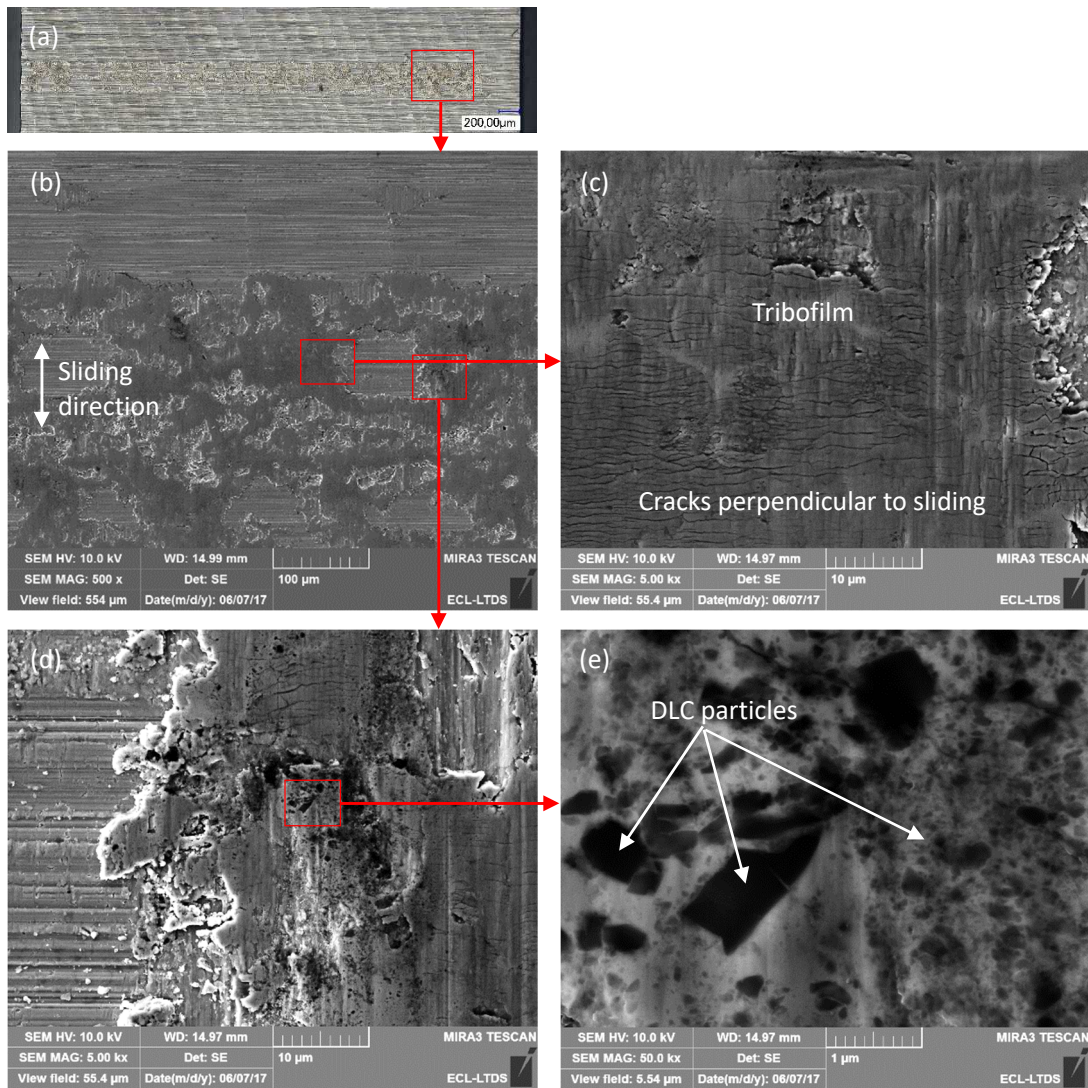 (a)
200,00µm
(b)
Sliding
direction
SEM HV: 10.0 kV WD: 14.99 mm MIRA3 TESCAN
SEM MAG: 500 x Det: SE 100 µm
View field: 554 µm Date(m/d/y): 06/07/17 ECL-LTDS
(c)
Tribofilm
Cracks perpendicular to sliding
SEM HV: 10.0 kV WD: 14.97 mm MIRA3 TESCAN
SEM MAG: 5.00 kx Det: SE 10 µm
View field: 55.4 µm Date(m/d/y): 06/07/17 ECL-LTDS
(d)
SEM HV: 10.0 kV WD: 14.97 mm MIRA3 TESCAN
SEM MAG: 5.00 kx Det: SE 10 µm
View field: 55.4 µm Date(m/d/y): 06/07/17 ECL-LTDS
(e)
DLC particles
SEM HV: 10.0 kV WD: 14.97 mm MIRA3 TESCAN
SEM MAG: 50.0 kx Det: SE 1 µm
View field: 5.54 µm Date(m/d/y): 06/07/17 ECL-LTDS